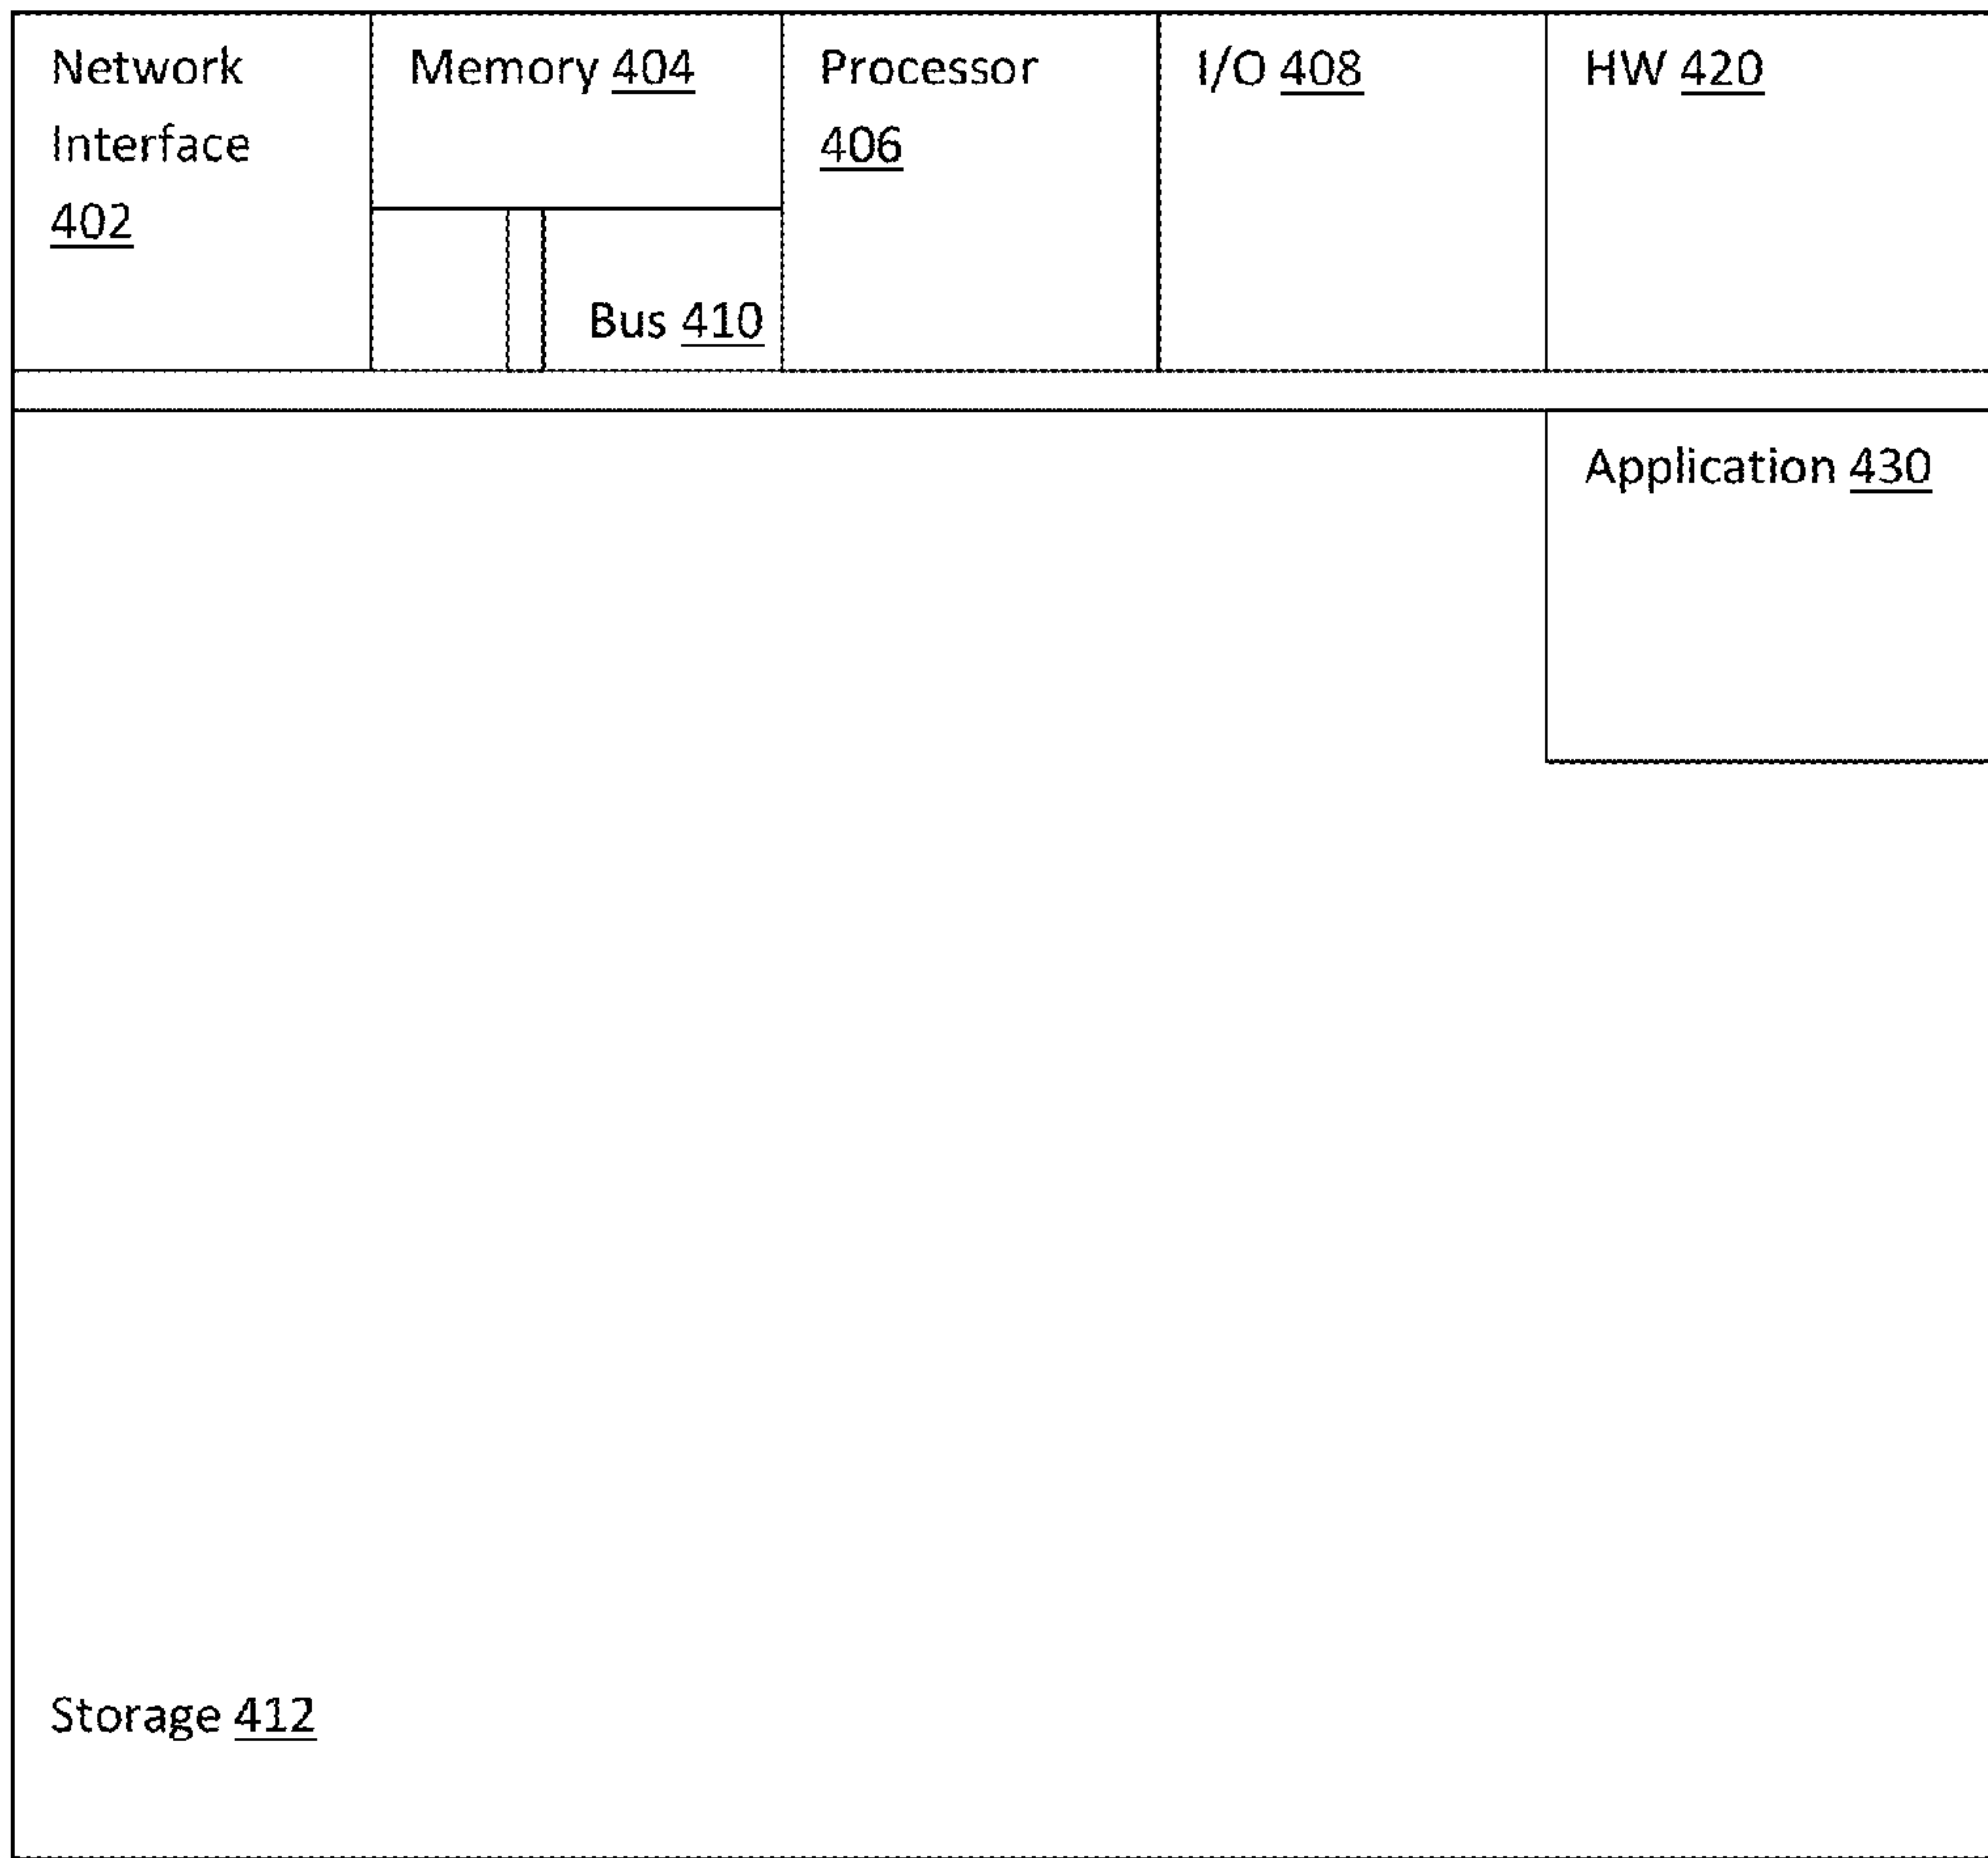 Network
Interface
402
Memory 404
Processor
406
I/O 408
HW 420
Bus 410
Application 430
Storage 412